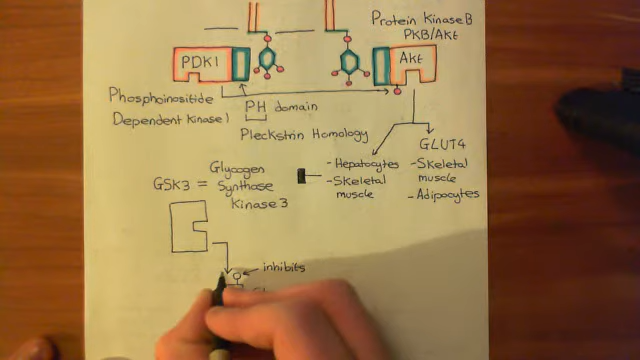 Protein Kinase B
PKB/Akt
PDK1
Akt
Phosphoinositide
Dependent kinase 1
PH domain
Pleckstrin Homology
GLUT4
- Hepatocytes
- Skeletal
muscle
- Skeletal
muscle
- Adipocytes
GSK3 = Glycogen
Synthase
Kinase 3
inhibits